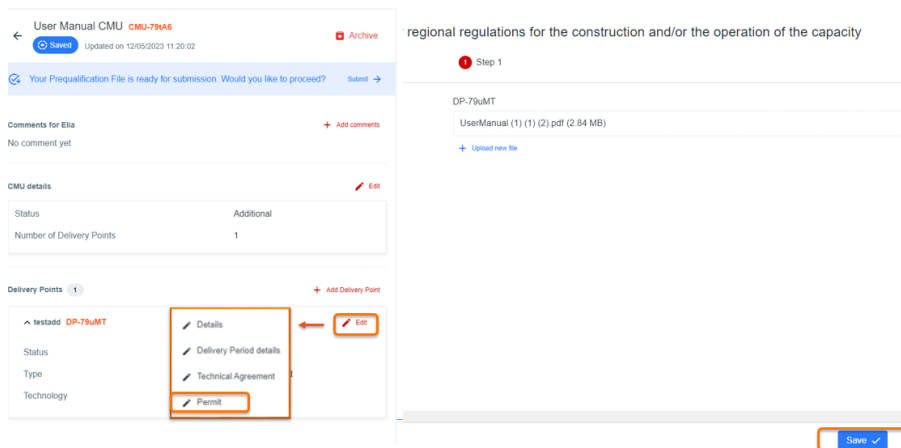 User Manual CMU CMU-79tA6
Saved Updated on 12/05/2023 11:20:02
Archive
Your Prequalification File is ready for submission. Would you like to proceed? Submit →
Comments for Elia + Add comments
No comment yet
CMU details Edit
Status Additional
Number of Delivery Points 1
Delivery Points 1 + Add Delivery Point
testadd DP-79uMT Edit
Status
Type
Technology
Details
Delivery Period details
Technical Agreement
Permit
regional regulations for the construction and/or the operation of the capacity
1 Step 1
DP-79uMT
UserManual (1) (1) (2).pdf (2.84 MB)
+ Upload new file
Save